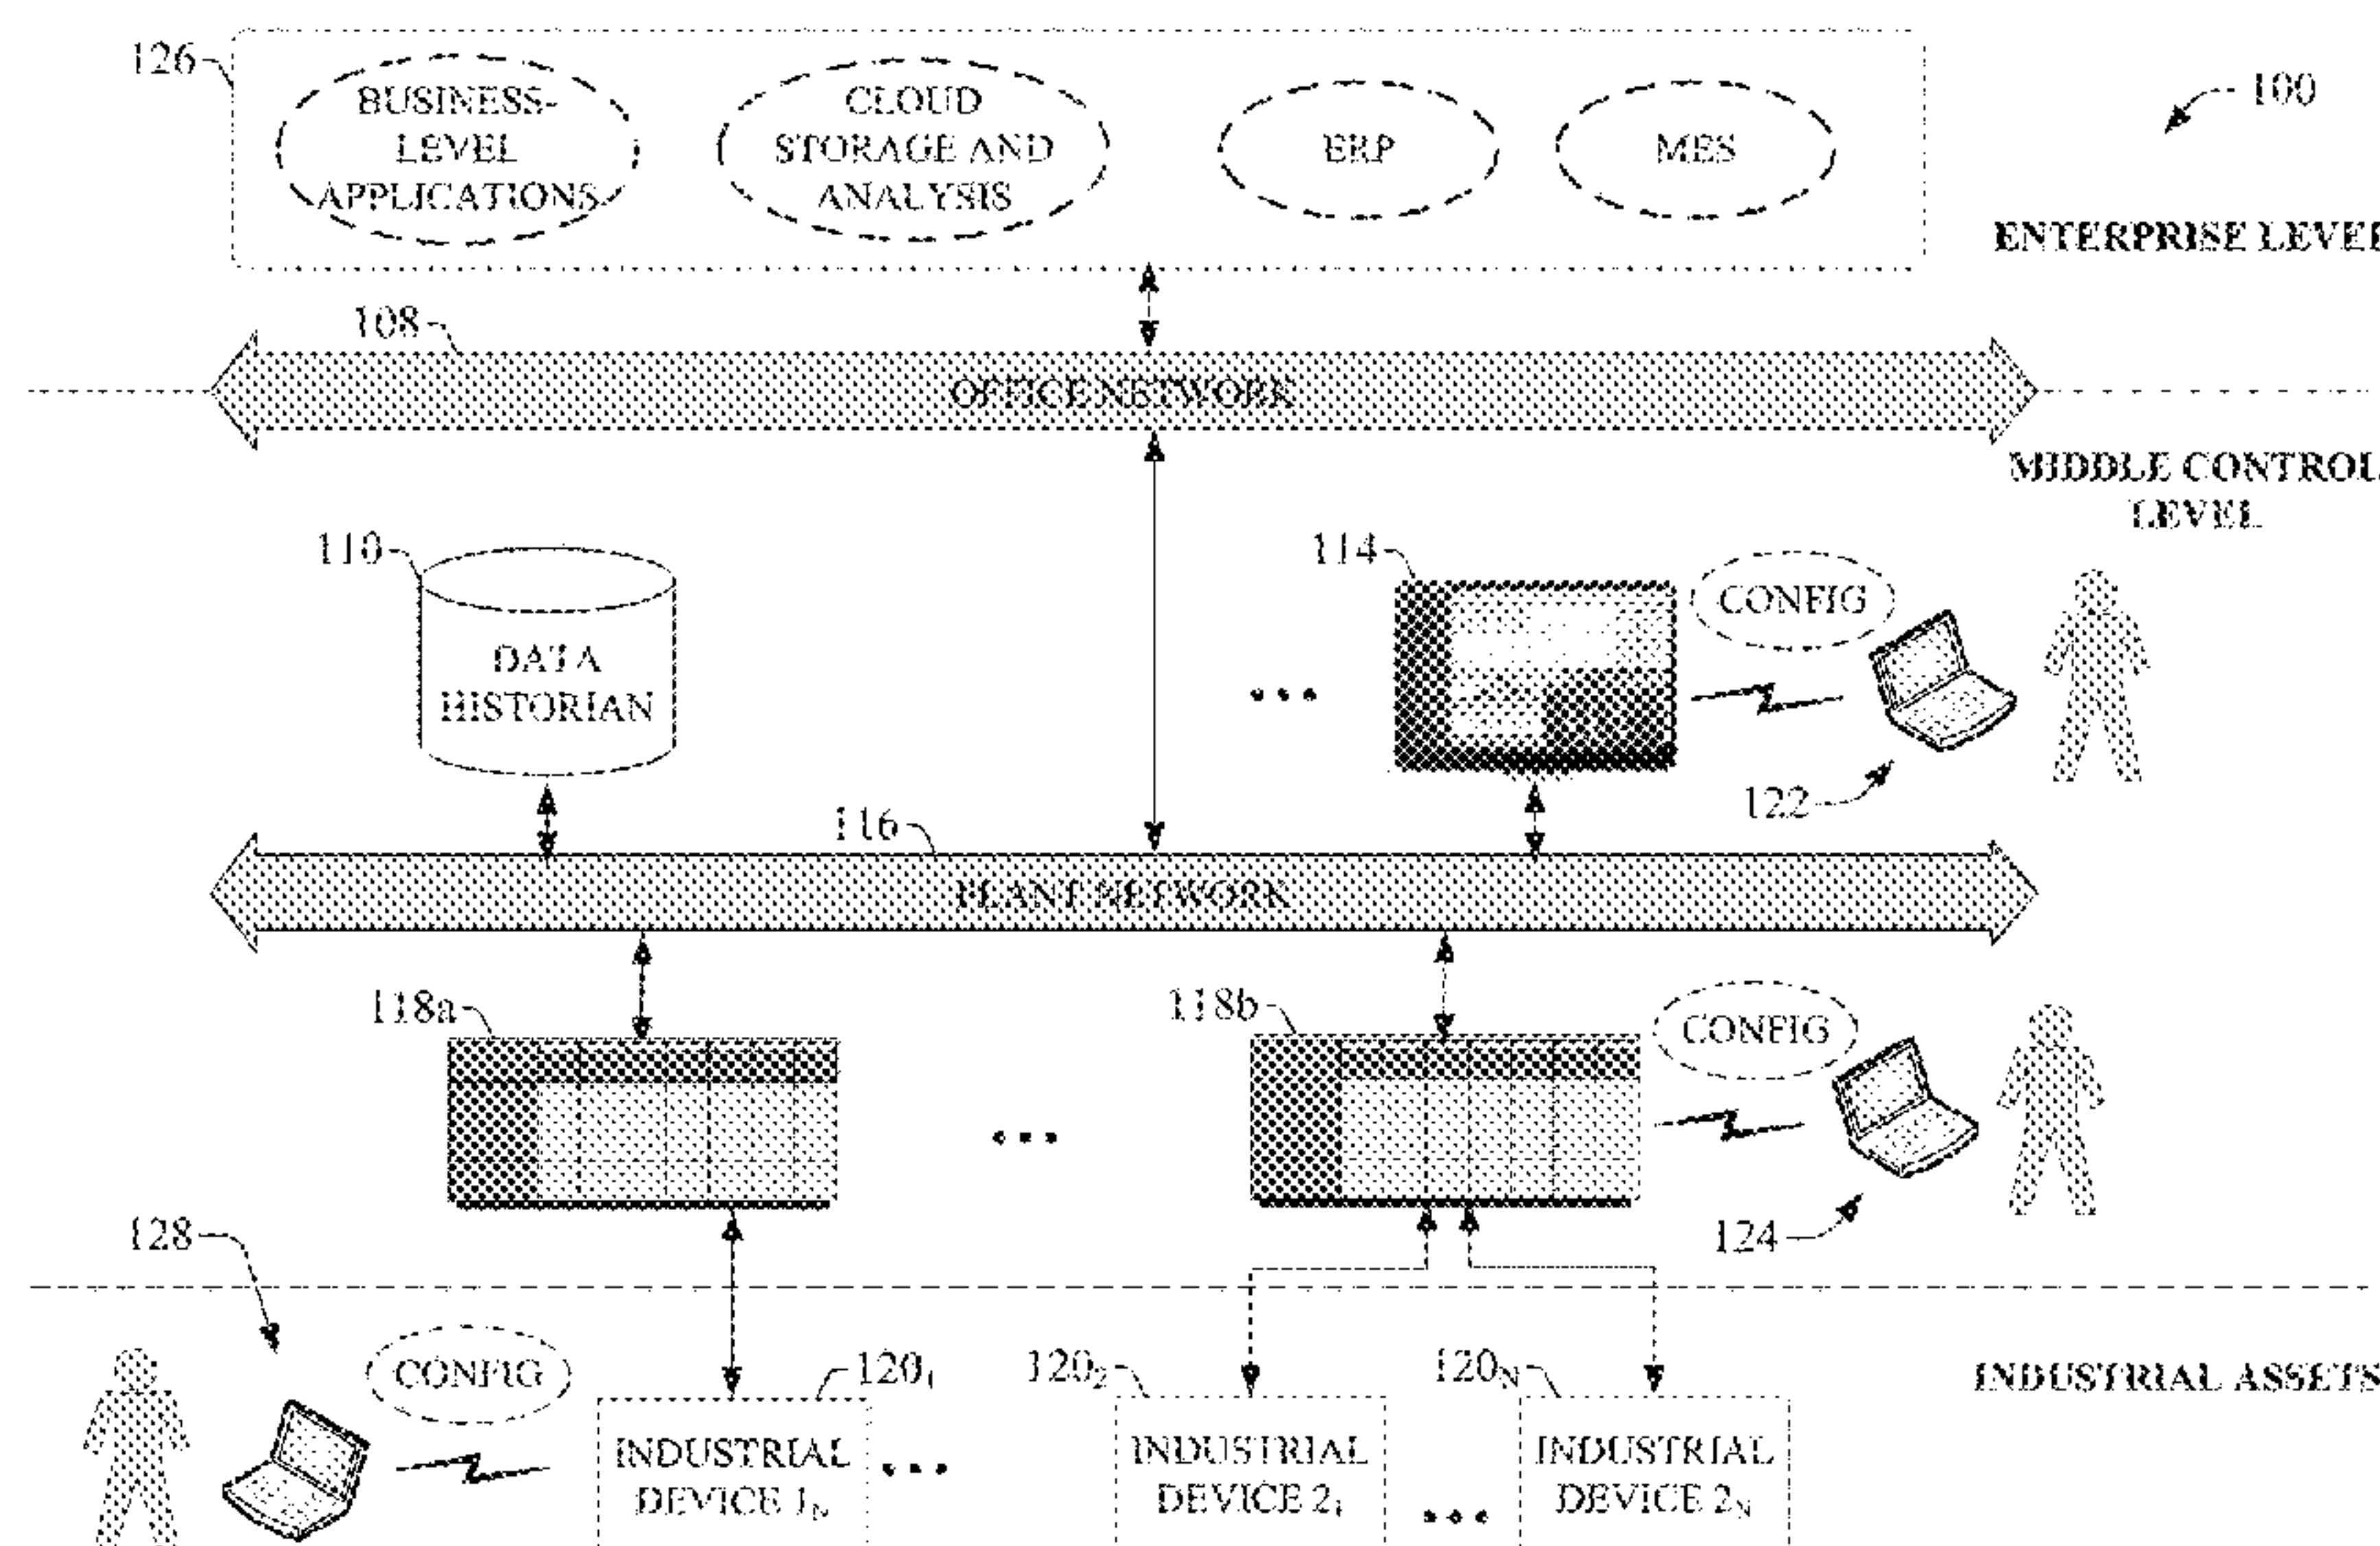 126
BUSINESS-
LEVEL
APPLICATIONS
CLOUD
STORAGE AND
ANALYSIS
ERP
MES
100
ENTERPRISE LEVEL
108
OFFICE NETWORK
MIDDLE CONTROL
LEVEL
110
DATA
HISTORIAN
114
CONFIG
122
116
PLANT NETWORK
118a
118b
CONFIG
124
128
CONFIG
120₁
INDUSTRIAL
DEVICE 1ₙ
120₂
INDUSTRIAL
DEVICE 2₁
120ₙ
INDUSTRIAL
DEVICE 2ₙ
INDUSTRIAL ASSETS